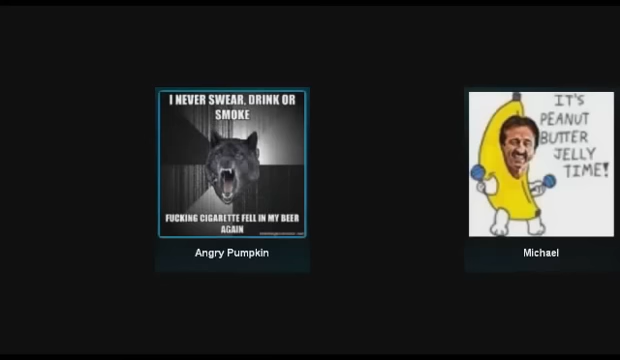 I NEVER SWEAR, DRINK OR
SMOKE
FUCKING CIGARETTE FELL IN MY BEER
AGAIN
Angry Pumpkin
IT'S
PEANUT
BUTTER
JELLY
TIME!
Michael